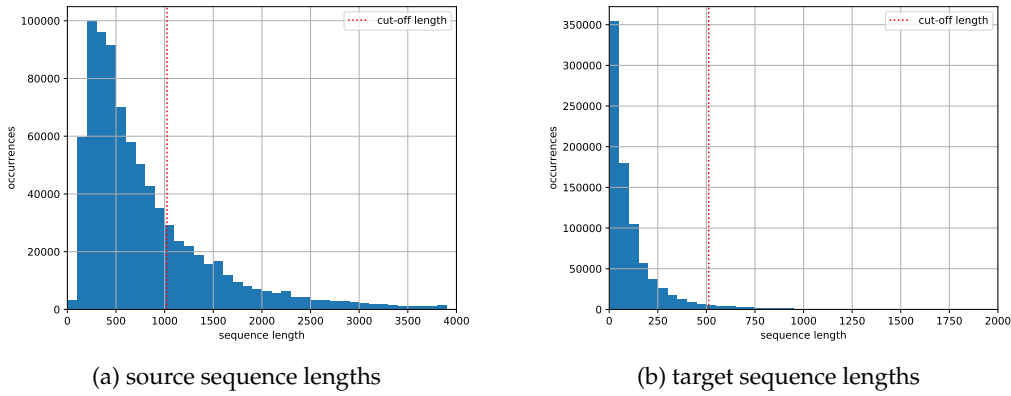 cut-off length
100000
80000
60000
40000
20000
0
occurrences
0 500 1000 1500 2000 2500 3000 3500 4000
sequence length
(a) source sequence lengths
cut-off length
350000
300000
250000
200000
150000
100000
50000
0
occurrences
0 250 500 750 1000 1250 1500 1750 2000
sequence length
(b) target sequence lengths